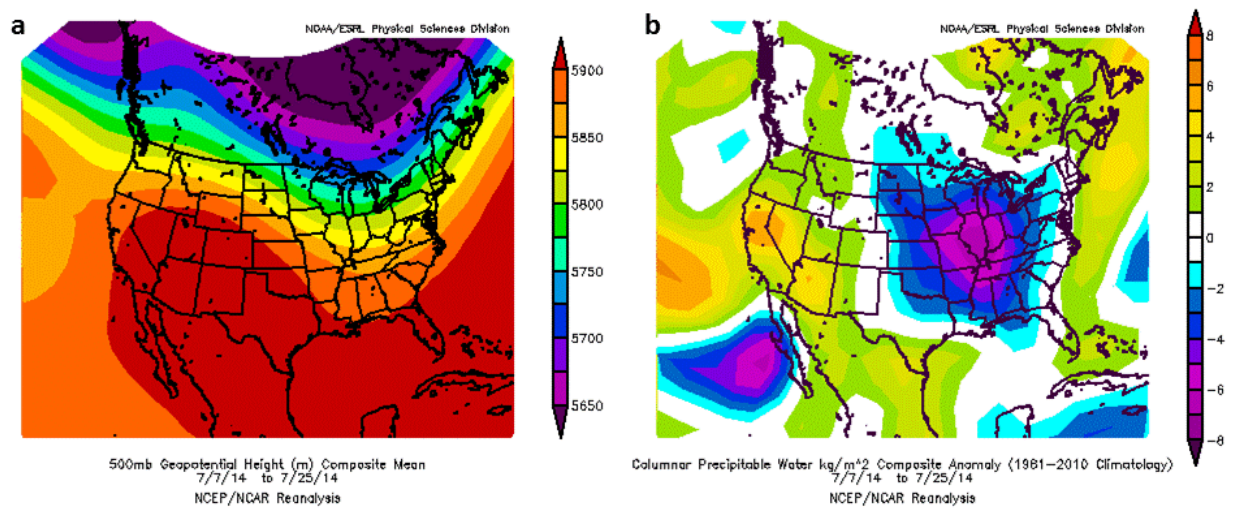 a
NOAA/ESRL Physical Sciences Division
5900
5850
5800
5750
5700
5650
500mb Geopotential Height (m) Composite Mean
7/7/14 to 7/25/14
NCEP/NCAR Reanalysis
b
NOAA/ESRL Physical Sciences Division
8
6
4
2
0
-2
-4
-6
-8
Columnar Precipitable Water kg/m^2 Composite Anomaly (1981-2010 Climatology)
7/7/14 to 7/25/14
NCEP/NCAR Reanalysis